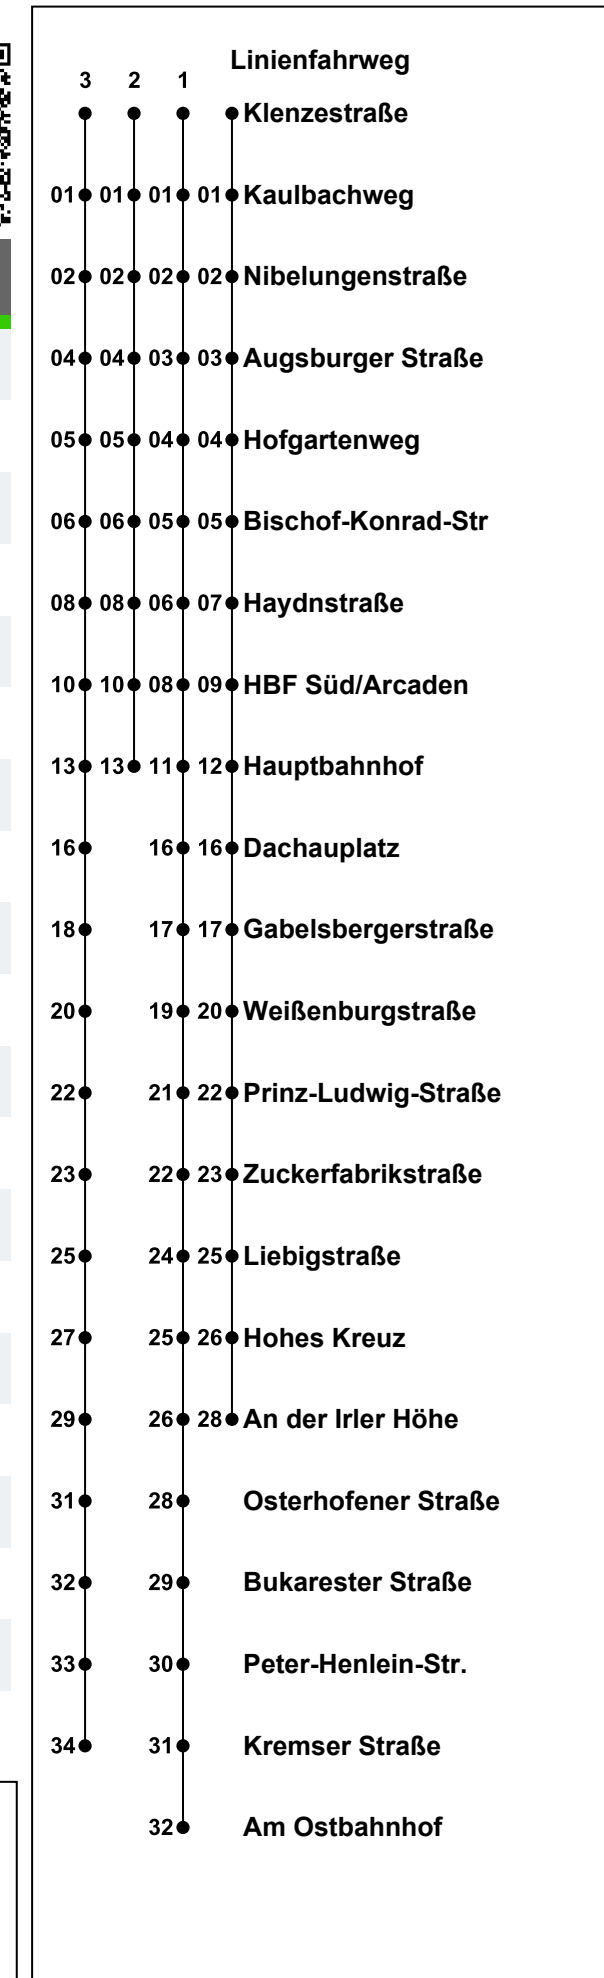 Linienfahrweg
3 2 1
Klenzestraße
01 01 01 01 Kaulbachweg
02 02 02 02 Nibelungenstraße
04 04 03 03 Augsburger Straße
05 05 04 04 Hofgartenweg
06 06 05 05 Bischof-Konrad-Str
08 08 06 07 Haydnstraße
10 10 08 09 HBF Süd/Arcaden
13 13 11 12 Hauptbahnhof
16 16 16 Dachauplatz
18 17 17 Gabelsbergerstraße
20 19 20 Weißenburgstraße
22 21 22 Prinz-Ludwig-Straße
23 22 23 Zuckerfabrikstraße
25 24 25 Liebigstraße
27 25 26 Hohes Kreuz
29 26 28 An der Irler Höhe
31 28 Osterhofener Straße
32 29 Bukarester Straße
33 30 Peter-Henlein-Str.
34 31 Kremser Straße
32 Am Ostbahnhof